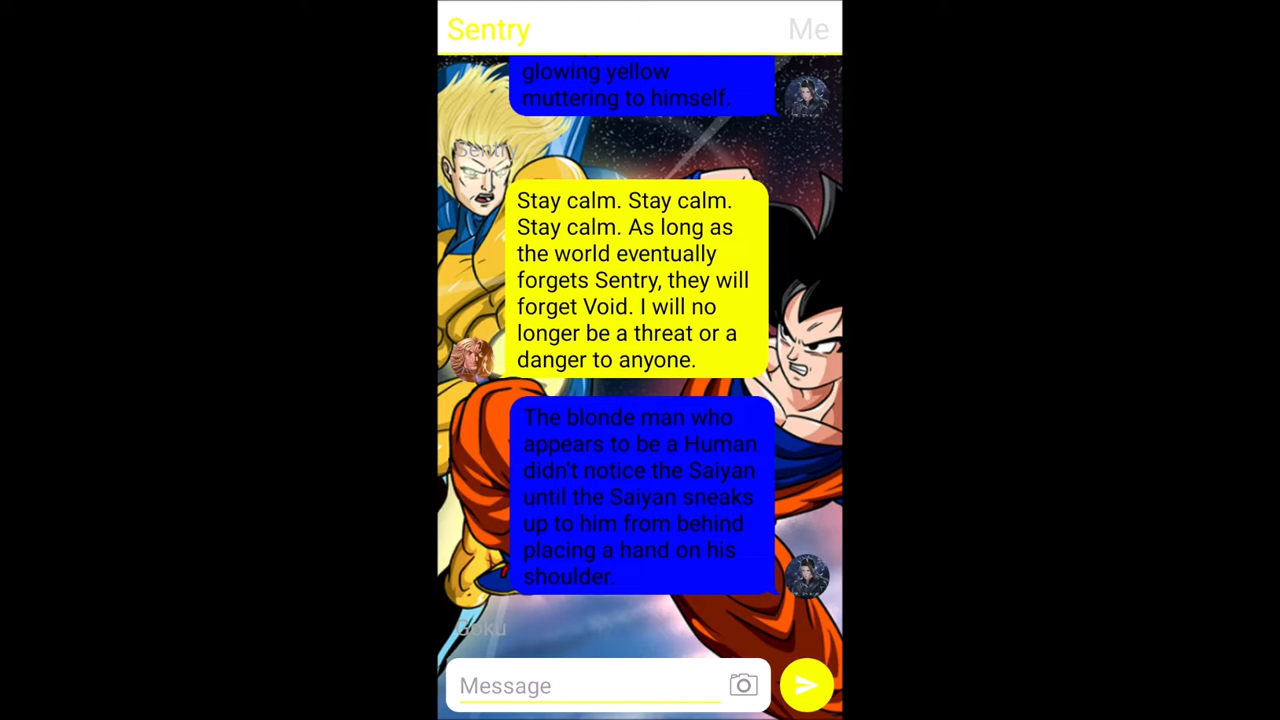 Sentry
Me
glowing yellow
muttering to himself.
Sentry
Stay calm. Stay calm.
Stay calm. As long as
the world eventually
forgets Sentry, they will
forget Void. I will no
longer be a threat or a
danger to anyone.
The blonde man who
appears to be a Human
didn't notice the Saiyan
until the Saiyan sneaks
up to him from behind
placing a hand on his
shoulder.
Goku
Message